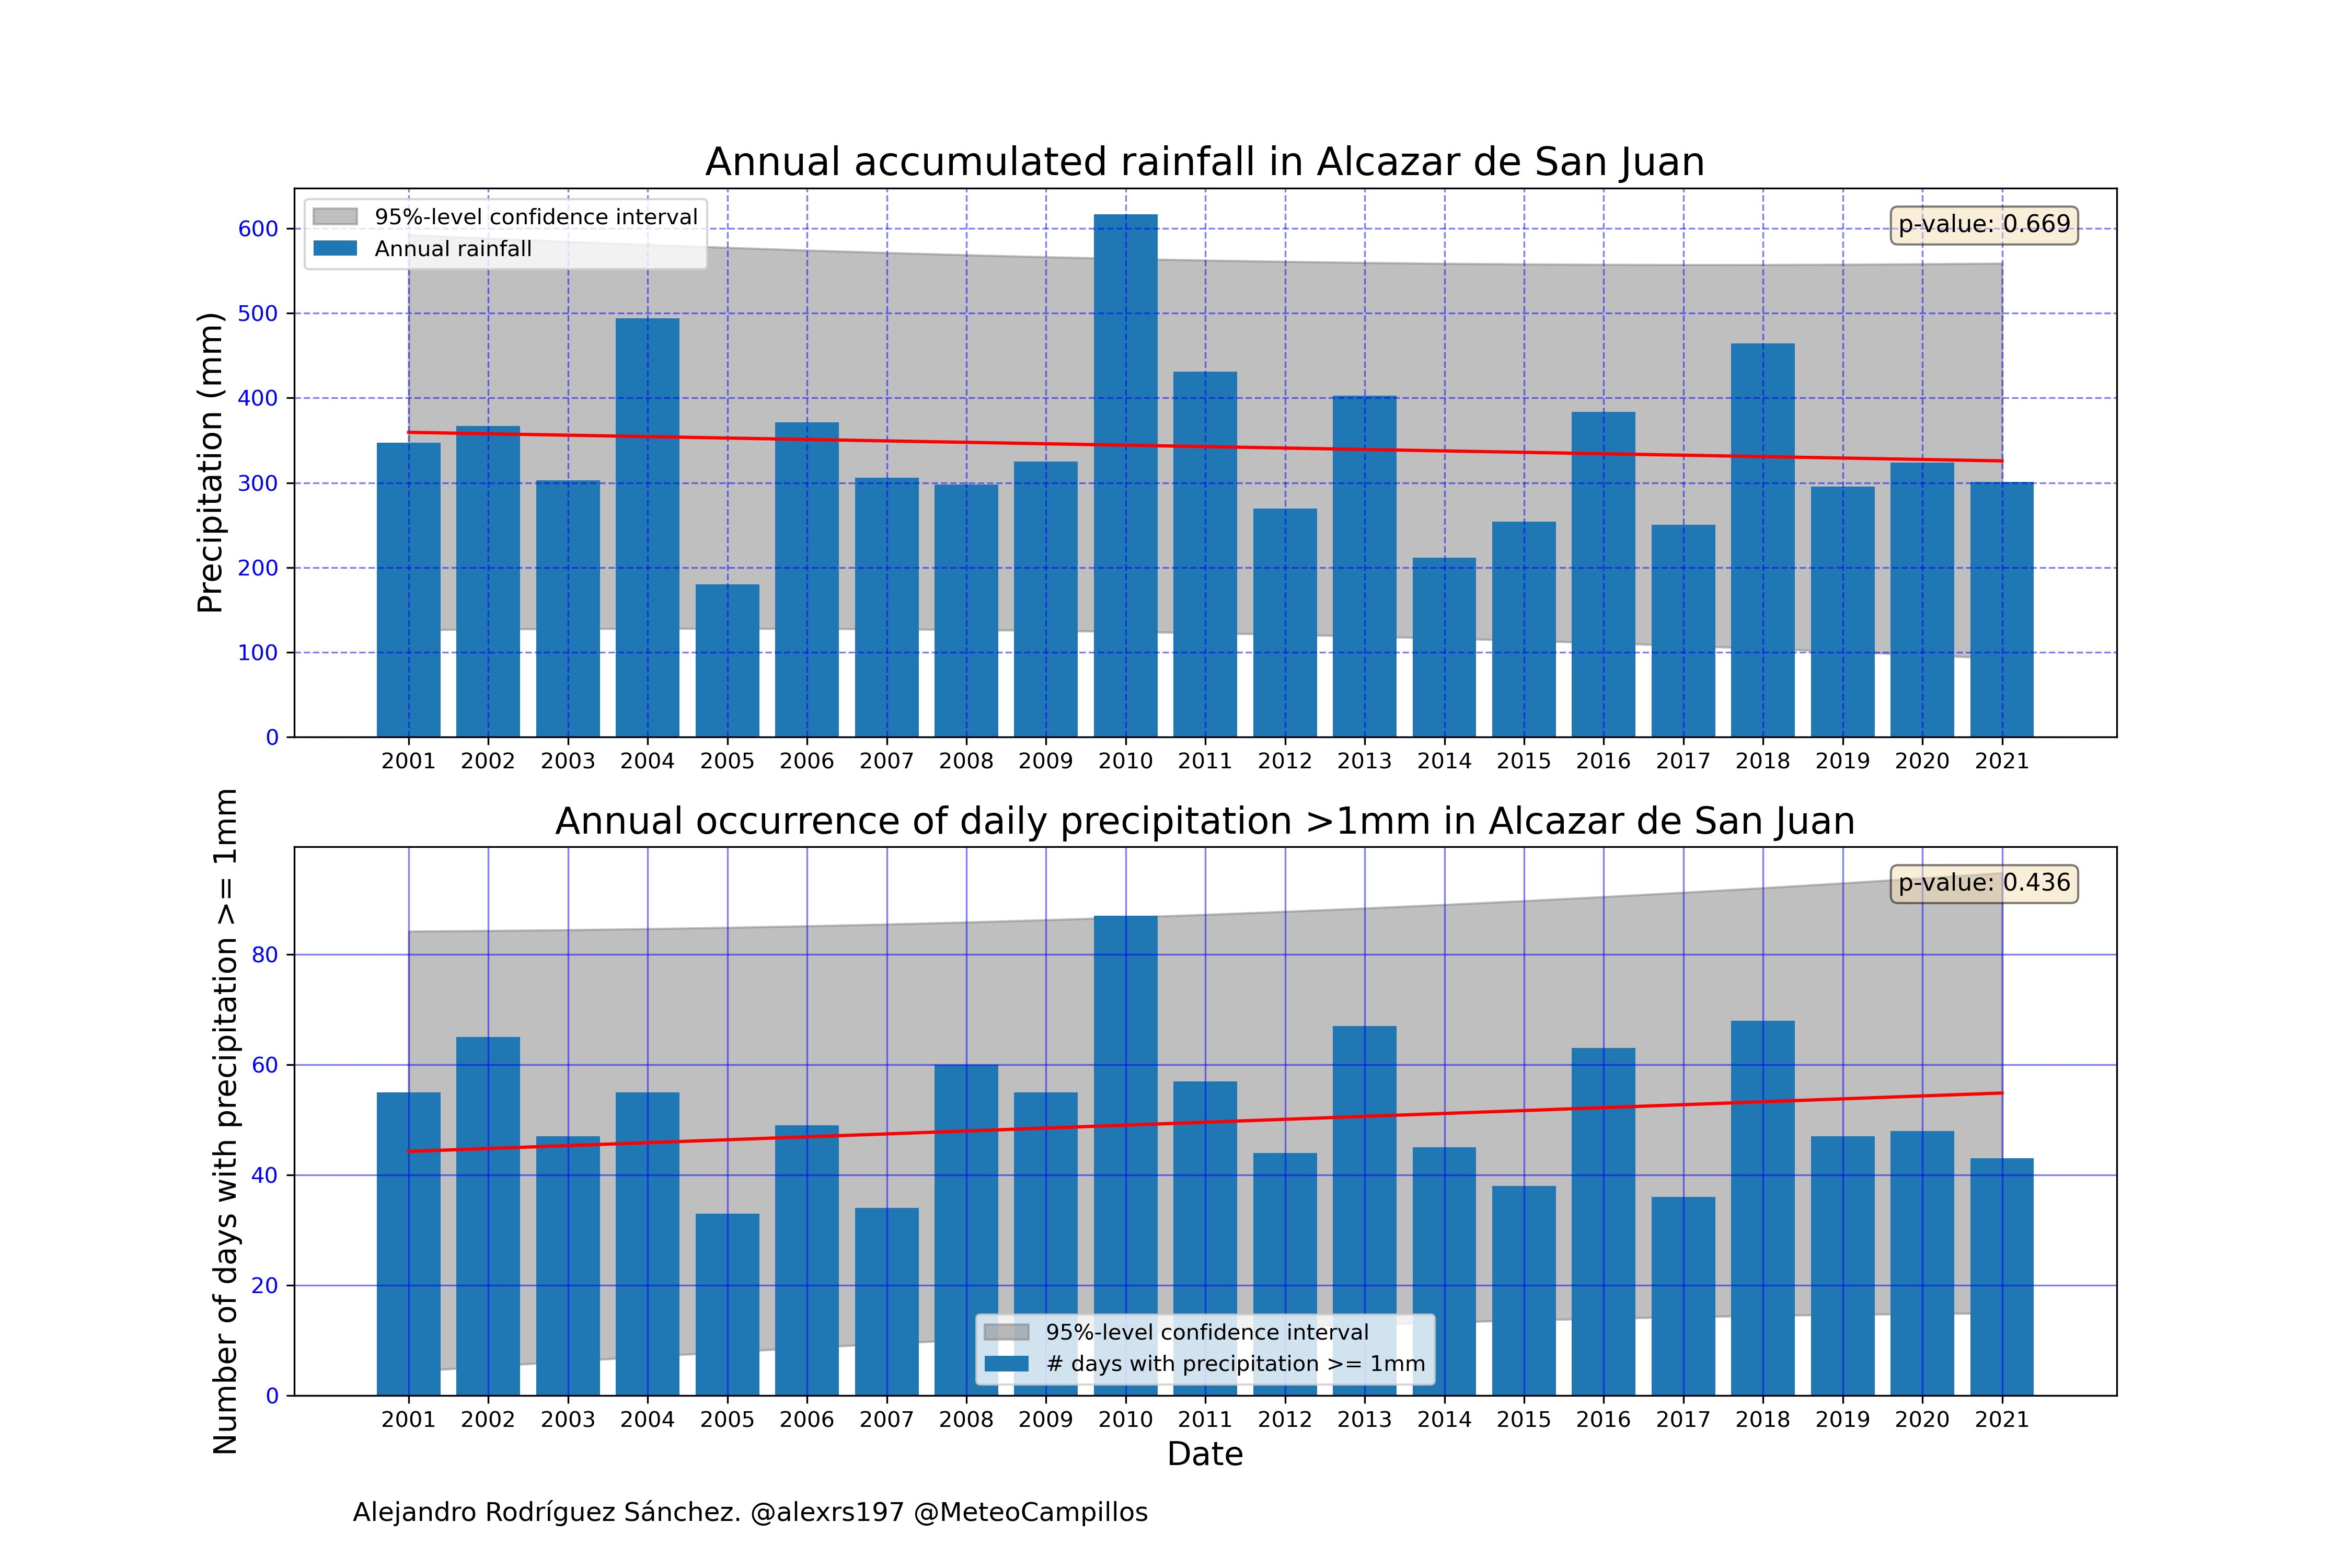 Annual accumulated rainfall in Alcazar de San Juan
95%-level confidence interval
Annual rainfall
p-value: 0.669
Precipitation (mm)
600
500
400
300
200
100
0
2001 2002 2003 2004 2005 2006 2007 2008 2009 2010 2011 2012 2013 2014 2015 2016 2017 2018 2019 2020 2021
Annual occurrence of daily precipitation >1mm in Alcazar de San Juan
p-value: 0.436
Number of days with precipitation >= 1mm
80
60
40
20
0
95%-level confidence interval
# days with precipitation >= 1mm
2001 2002 2003 2004 2005 2006 2007 2008 2009 2010 2011 2012 2013 2014 2015 2016 2017 2018 2019 2020 2021
Date
Alejandro Rodríguez Sánchez. @alexrs197 @MeteoCampillos